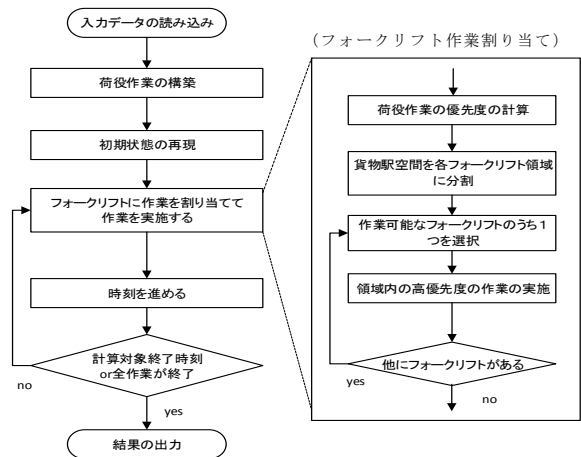 入力データの読み込み
荷役作業の構築
初期状態の再現
フォークリフトに作業を割り当てて
作業を実施する
時刻を進める
計算対象終了時刻
or全作業が終了
no
yes
結果の出力
（フォークリフト作業割り当て）
荷役作業の優先度の計算
貨物駅空間を各フォークリフト領域
に分割
作業可能なフォークリフトのうち1
つを選択
領域内の高優先度の作業の実施
他にフォークリフトがある
yes
no